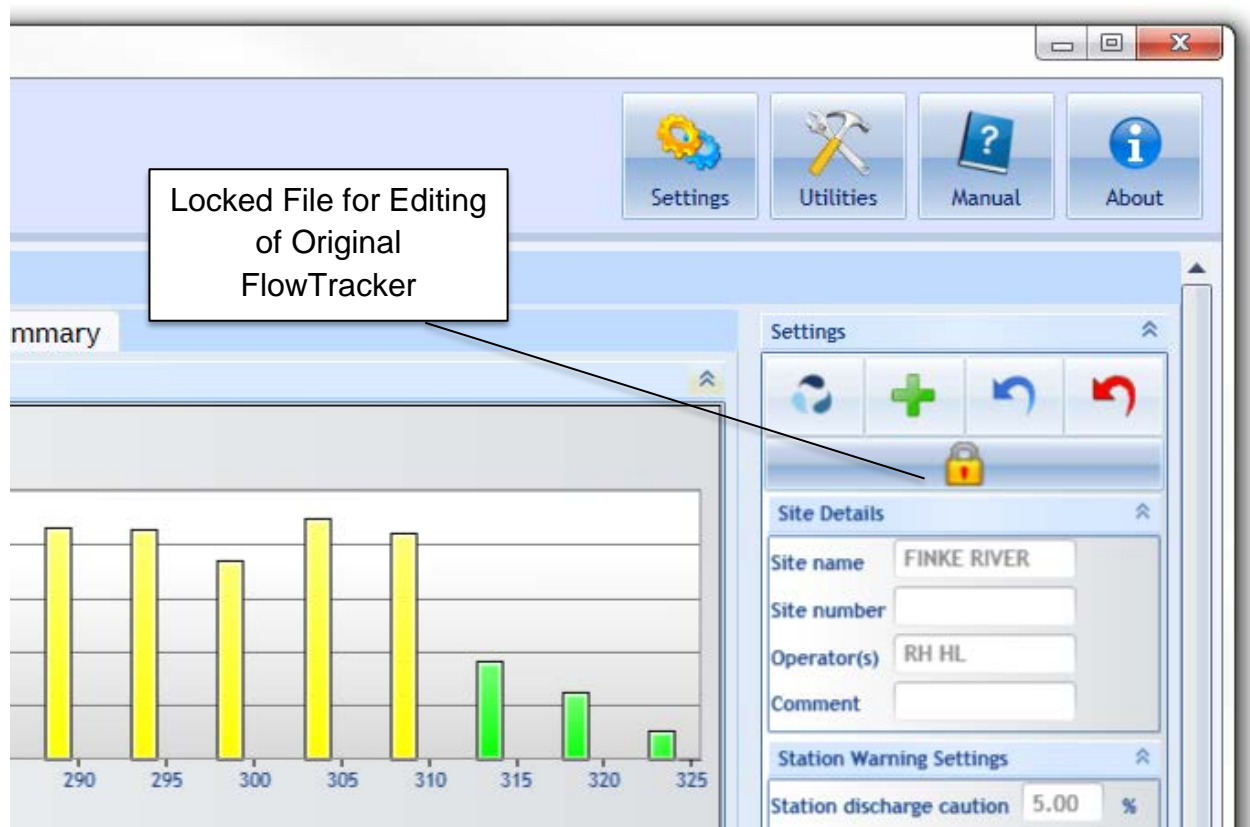 Settings
Utilities
Manual
About
Locked File for Editing
of Original
FlowTracker
mmary
Settings
Site Details
Site name FINKE RIVER
Site number
Operator(s) RH HL
Comment
290 295 300 305 310 315 320 325
Station Warning Settings
Station discharge caution 5.00 %